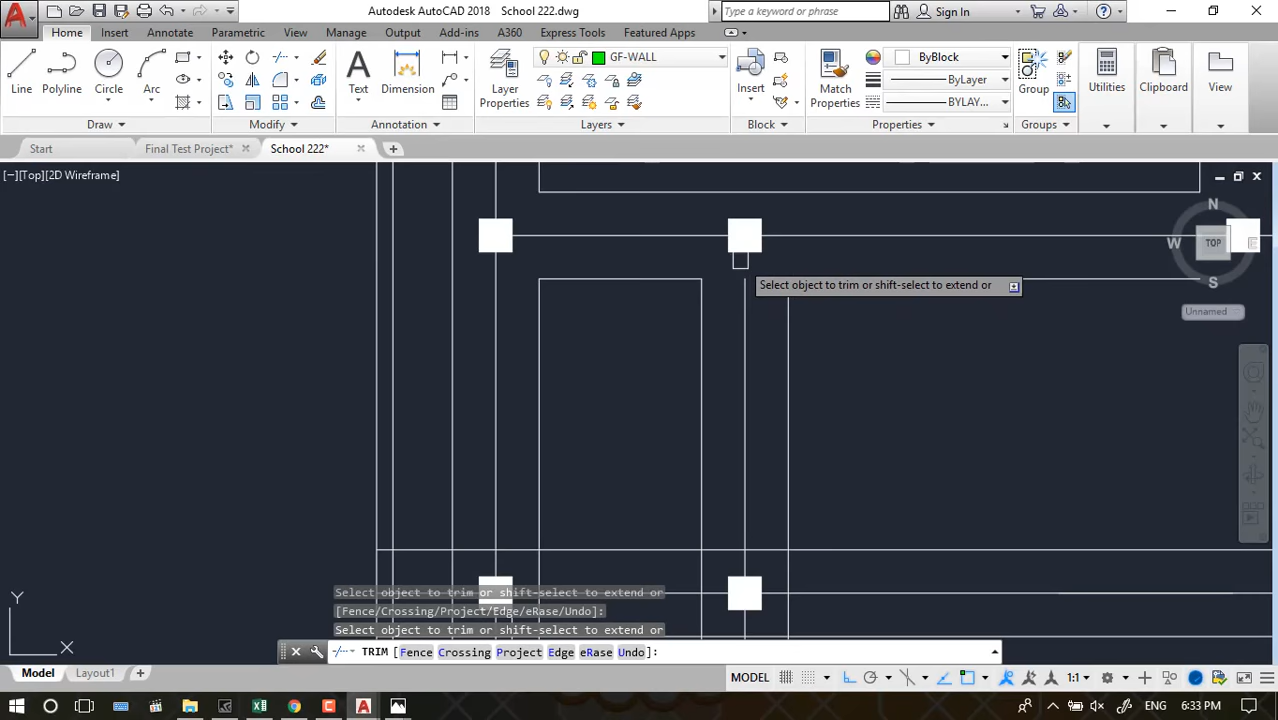 Autodesk AutoCAD 2018 School 222.dwg
Type a keyword or phrase
Sign In
Home Insert Annotate Parametric View Manage Output Add-ins A360 Express Tools Featured Apps
GF-WALL
ByBlock
ByLayer
BYLAY...
Line Polyline Circle Arc
Text Dimension
Layer
Properties
Insert
Match
Properties
Group
Utilities Clipboard View
Draw Modify Annotation Layers Block Properties Groups
Start Final Test Project* School 222*
[−][Top][2D Wireframe]
N
W TOP E
S
Unnamed
Select object to trim or shift-select to extend or
Select object to trim or shift-select to extend or
[Fence/Crossing/Project/Edge/eRase/Undo]:
Select object to trim or shift-select to extend or
TRIM [Fence Crossing Project Edge eRase Undo]:
Y
X
Model Layout1
MODEL 1:1
ENG 6:33 PM